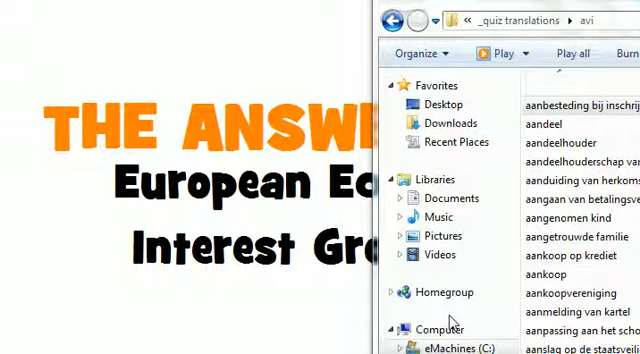 THE ANSW
European Ec
Interest Gr
_quiz translations
avi
Organize
Play
Play all
Burn
Favorites
Desktop
Downloads
Recent Places
Libraries
Documents
Music
Pictures
Videos
Homegroup
Computer
eMachines (C:)
aanbesteding bij inschrij
aandeel
aandeelhouder
aandeelhouderschap va
aanduiding van herkoms
aangaan van betalingsve
aangenomen kind
aangetrouwde familie
aankoop op krediet
aankoop
aankoopvereniging
aanmelding van kartel
aanpassing aan het scho
aanslag op de staatsveili